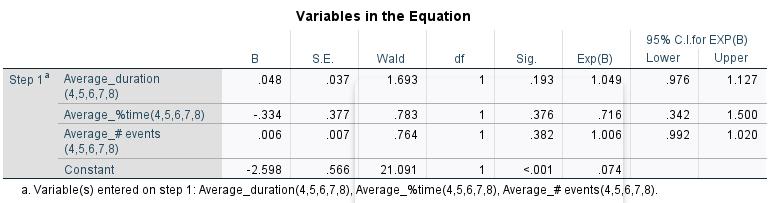 Variables in the Equation
95% C.I.for EXP(B)
B S.E. Wald df Sig. Exp(B) Lower Upper
Step 1a Average_duration (4,5,6,7,8) .048 .037 1.693 1 .193 1.049 .976 1.127
Average_%time(4,5,6,7,8) -.334 .377 .783 1 .376 .716 .342 1.500
Average_# events (4,5,6,7,8) .006 .007 .764 1 .382 1.006 .992 1.020
Constant -2.598 .566 21.091 1 <.001 .074
a. Variable(s) entered on step 1: Average_duration(4,5,6,7,8), Average_%time(4,5,6,7,8), Average_# events(4,5,6,7,8).